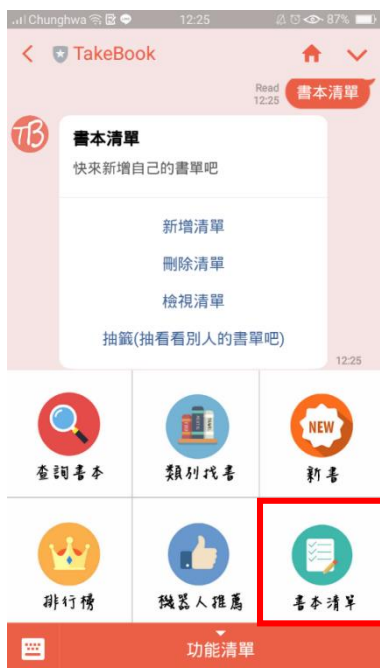 Chunghwa 12:25 87%
TakeBook
Read
12:25
書本清單
TB
書本清單
快來新增自己的書單吧
新增清單
刪除清單
檢視清單
抽籤(抽看看別人的書單吧)
12:25
NEW
查詢書本 類別找書 新書
排行榜 機器人推薦 書本清單
功能清單